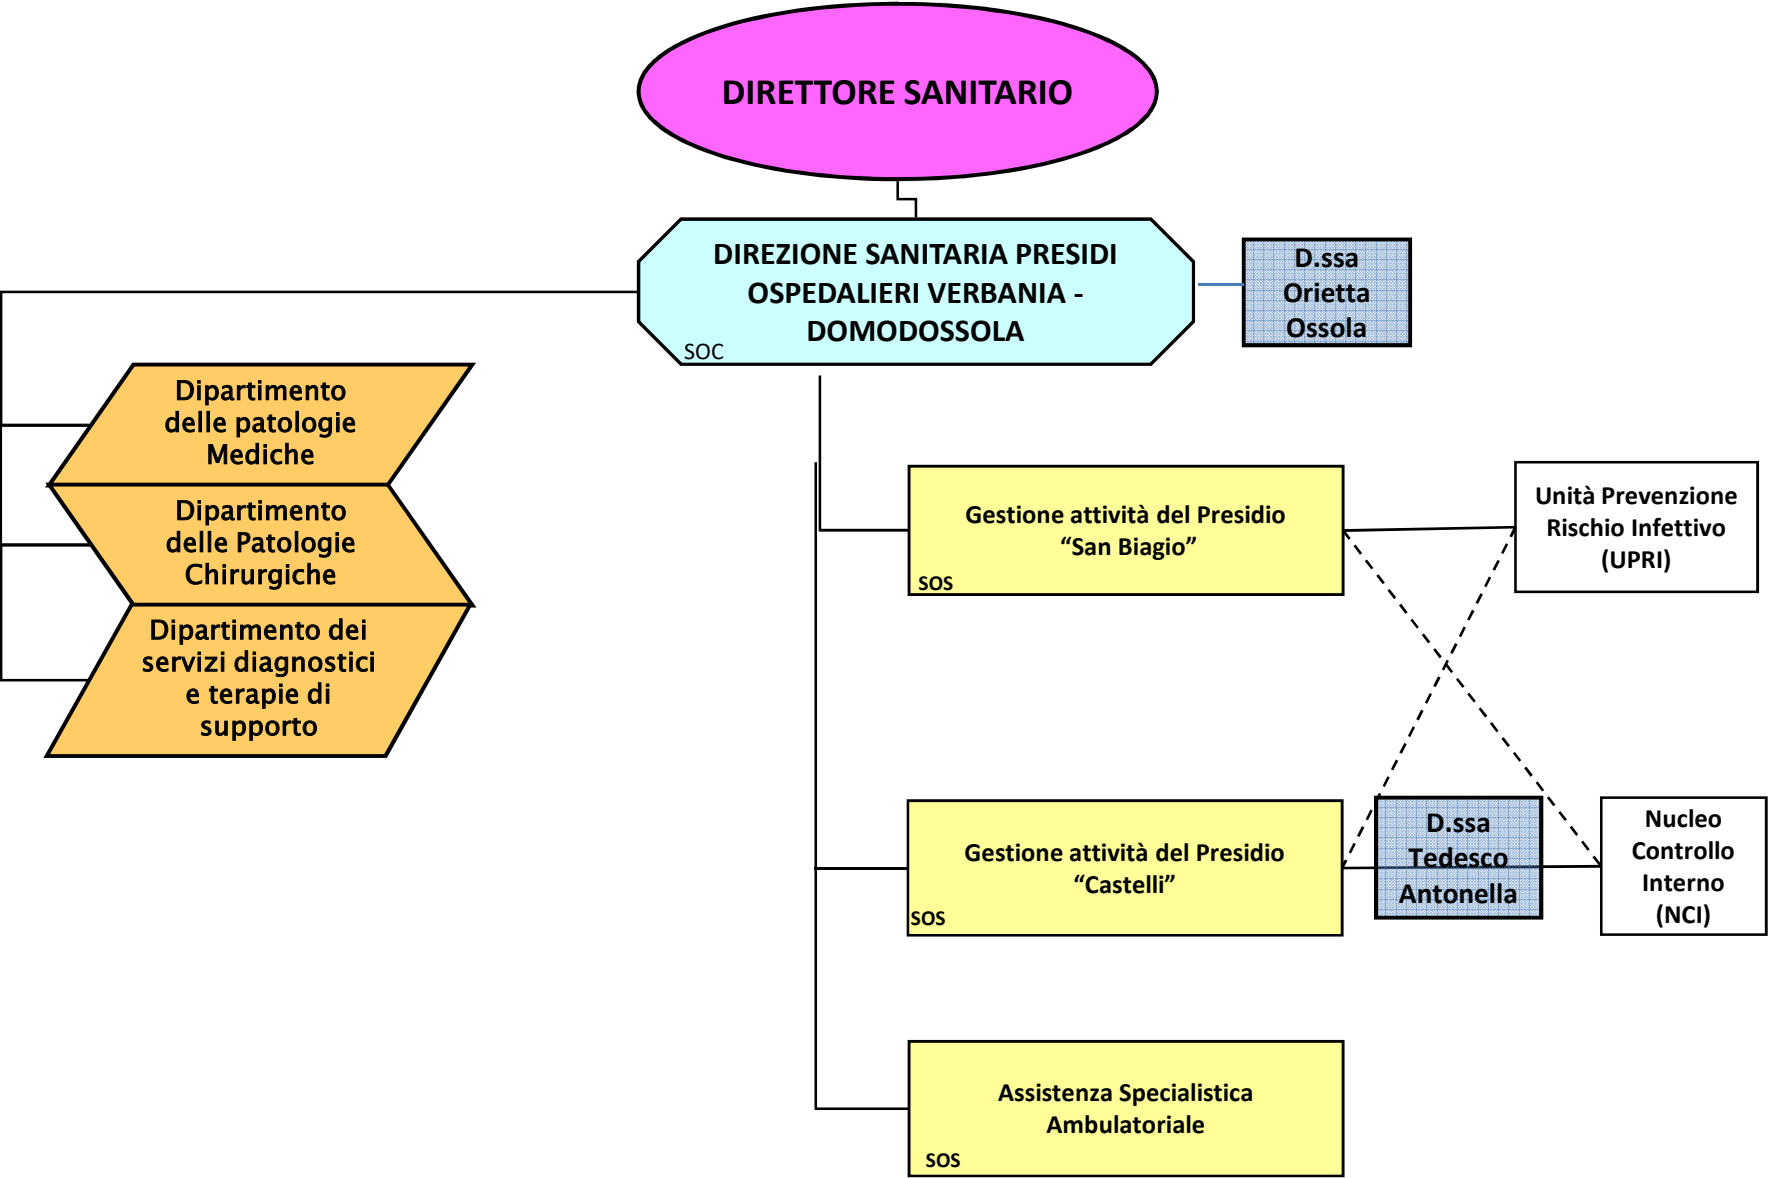 DIRETTORE SANITARIO
DIREZIONE SANITARIA PRESIDI
OSPEDALIERI VERBANIA -
DOMODOSSOLA
SOC
D.ssa
Orietta
Ossola
Dipartimento
delle patologie
Mediche
Dipartimento
delle Patologie
Chirurgiche
Dipartimento dei
servizi diagnostici
e terapie di
supporto
Gestione attività del Presidio
“San Biagio”
SOS
Unità Prevenzione
Rischio Infettivo
(UPRI)
Gestione attività del Presidio
“Castelli”
SOS
D.ssa
Tedesco
Antonella
Nucleo
Controllo
Interno
(NCI)
Assistenza Specialistica
Ambulatoriale
SOS